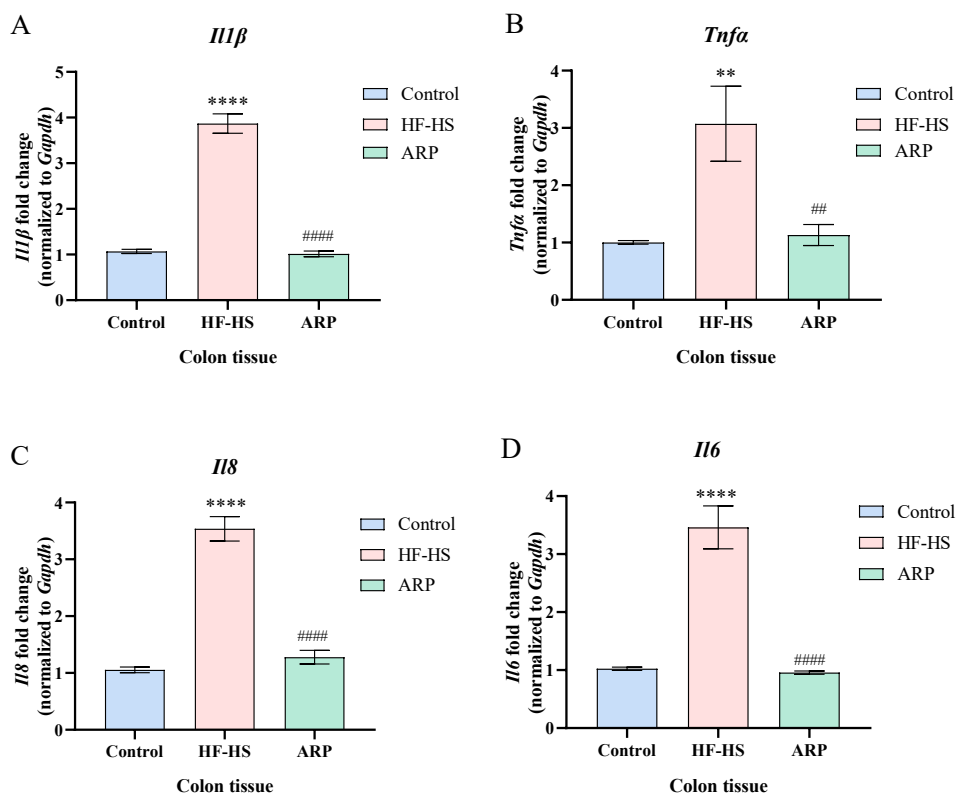 A
Il1β
Il1β fold change
(normalized to Gapdh)
5
4
3
2
1
0
****
####
Control
HF-HS
ARP
Control HF-HS ARP
Colon tissue
B
Tnfα
Tnfα fold change
(normalized to Gapdh)
4
3
2
1
0
**
##
Control
HF-HS
ARP
Control HF-HS ARP
Colon tissue
C
Il8
Il8 fold change
(normalized to Gapdh)
4
3
2
1
0
****
####
Control
HF-HS
ARP
Control HF-HS ARP
Colon tissue
D
Il6
Il6 fold change
(normalized to Gapdh)
4
3
2
1
0
****
####
Control
HF-HS
ARP
Control HF-HS ARP
Colon tissue